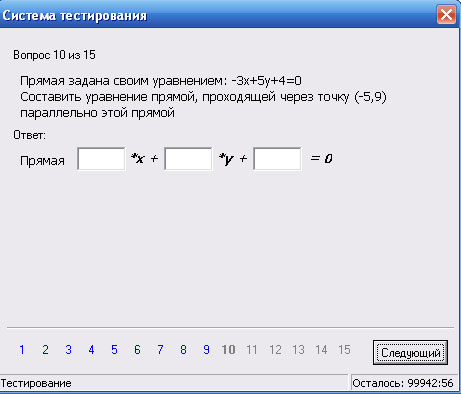 Система тестирования
Вопрос 10 из 15
Прямая задана своим уравнением: -3x+5y+4=0
Составить уравнение прямой, проходящей через точку (-5,9)
параллельно этой прямой
Ответ:
Прямая *x + *y + = 0
1 2 3 4 5 6 7 8 9 10 11 12 13 14 15 Следующий
Тестирование Осталось: 99942:56